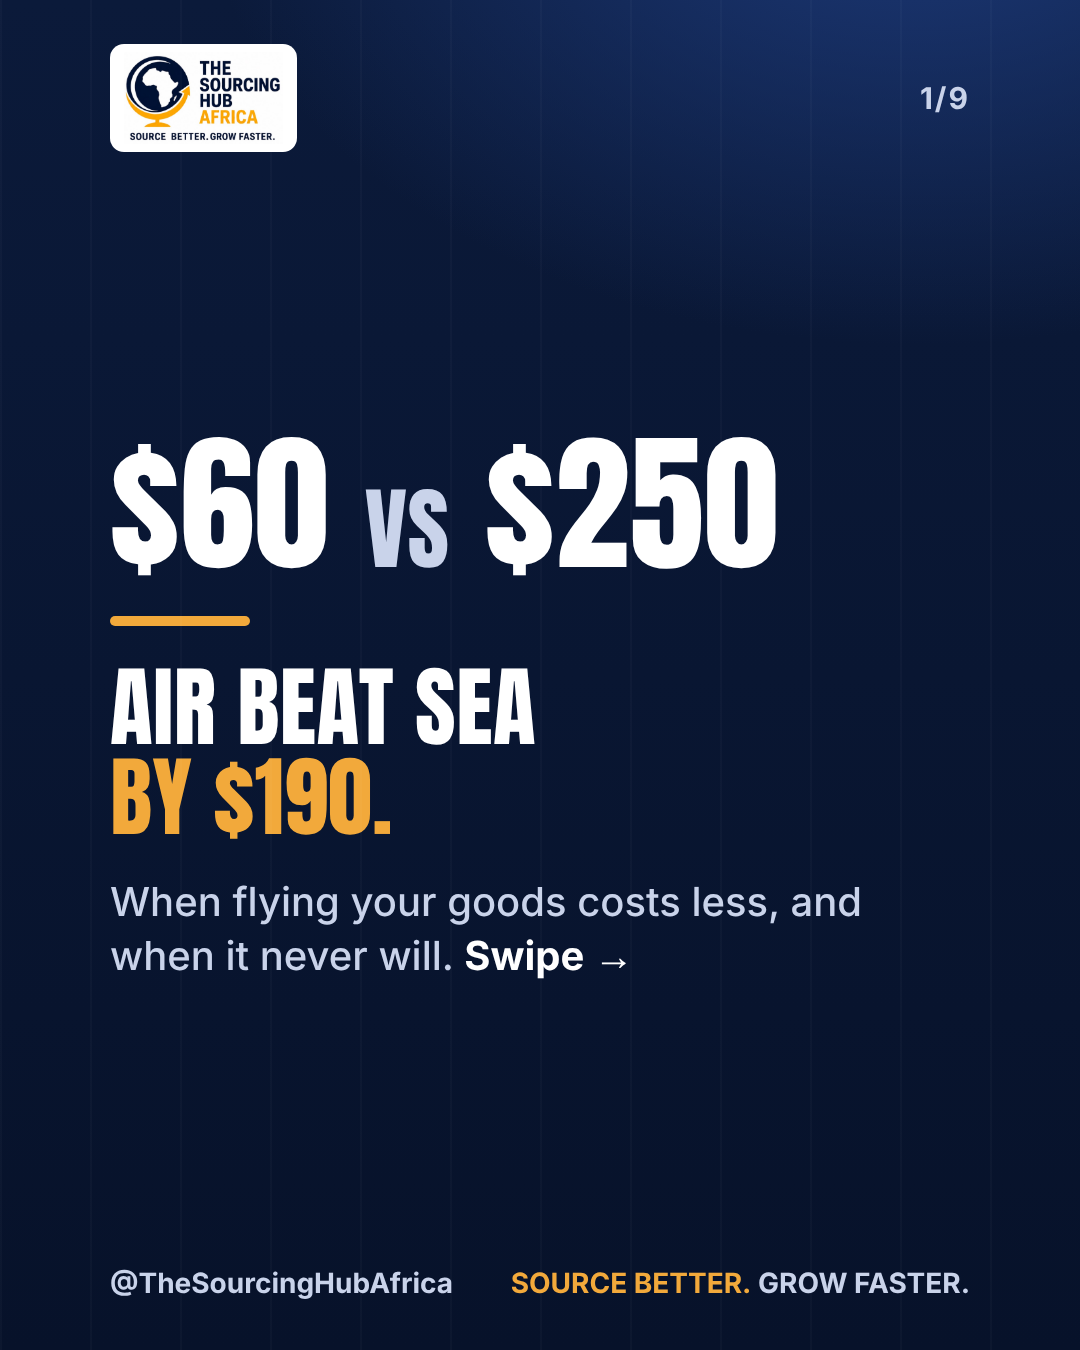 THE
SOURCING
HUB
AFRICA
SOURCE BETTER. GROW FASTER.
1/9
$60 VS $250
AIR BEAT SEA
BY $190.
When flying your goods costs less, and
when it never will. Swipe →
@TheSourcingHubAfrica
SOURCE BETTER. GROW FASTER.